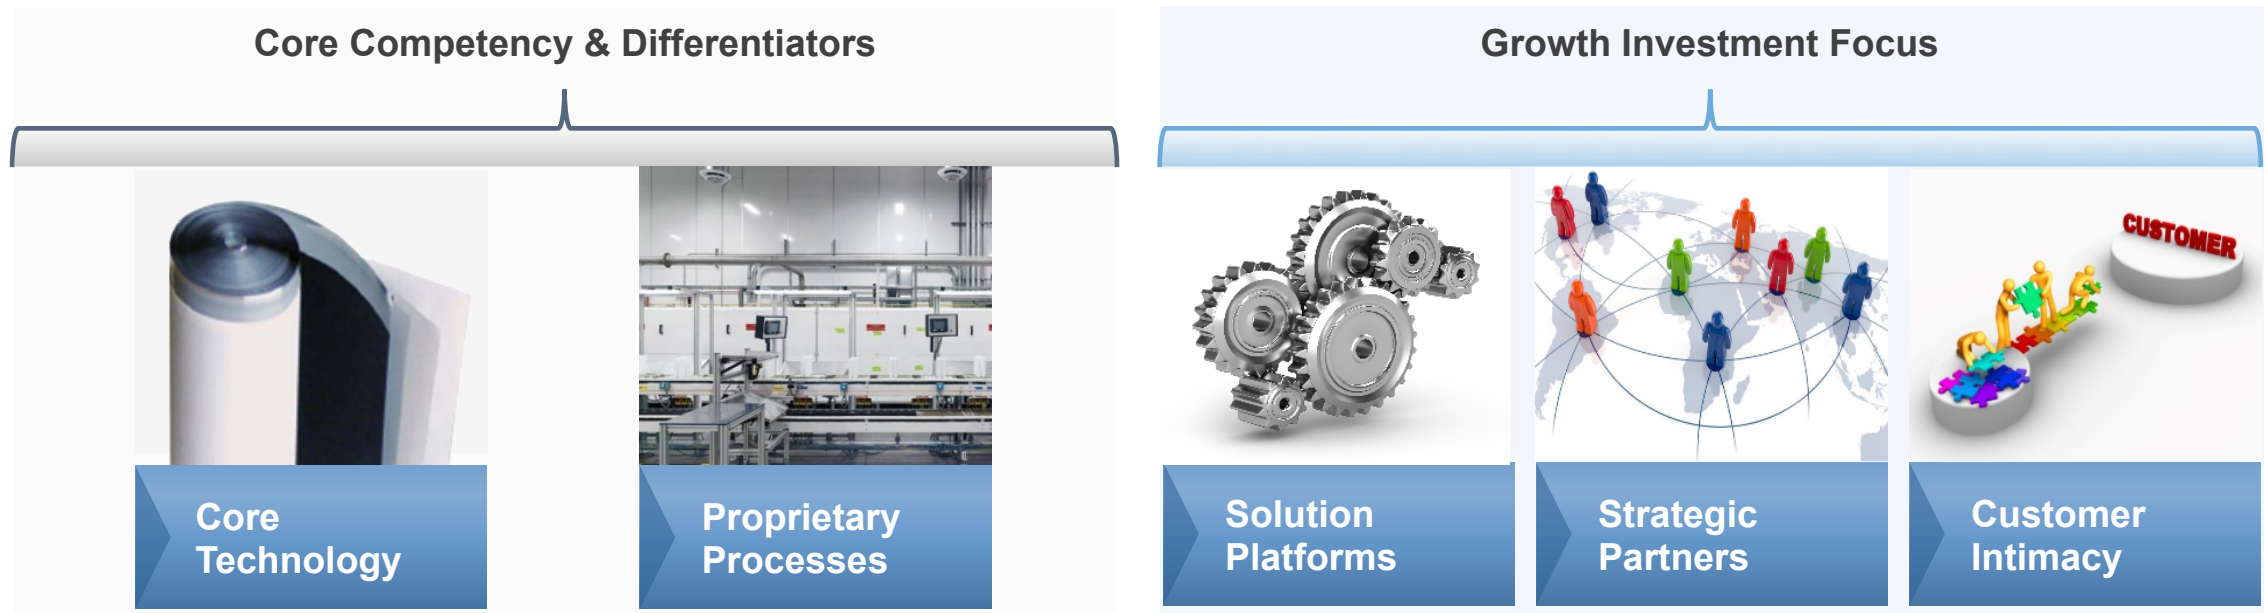 Core Competency & Differentiators
Growth Investment Focus
CUSTOMER
Core
Technology
Proprietary
Processes
Solution
Platforms
Strategic
Partners
Customer
Intimacy